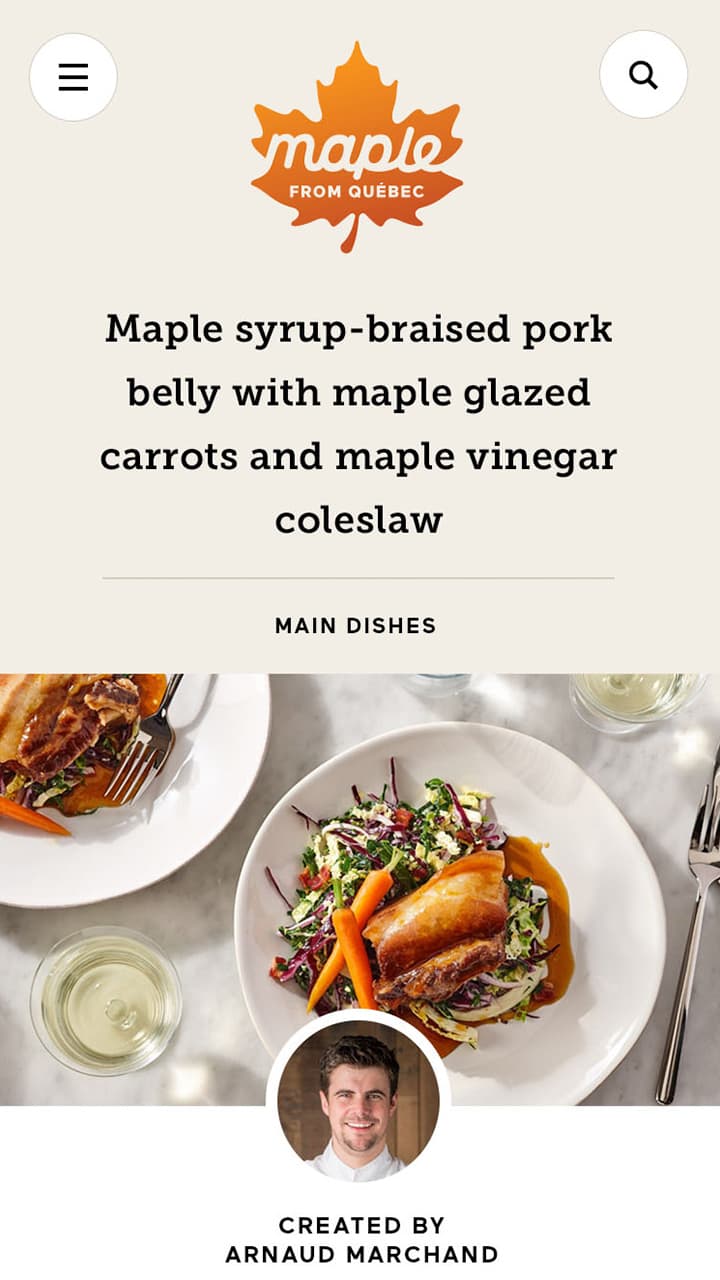 maple
FROM QUÉBEC
Maple syrup-braised pork
belly with maple glazed
carrots and maple vinegar
coleslaw
MAIN DISHES
CREATED BY
ARNAUD MARCHAND